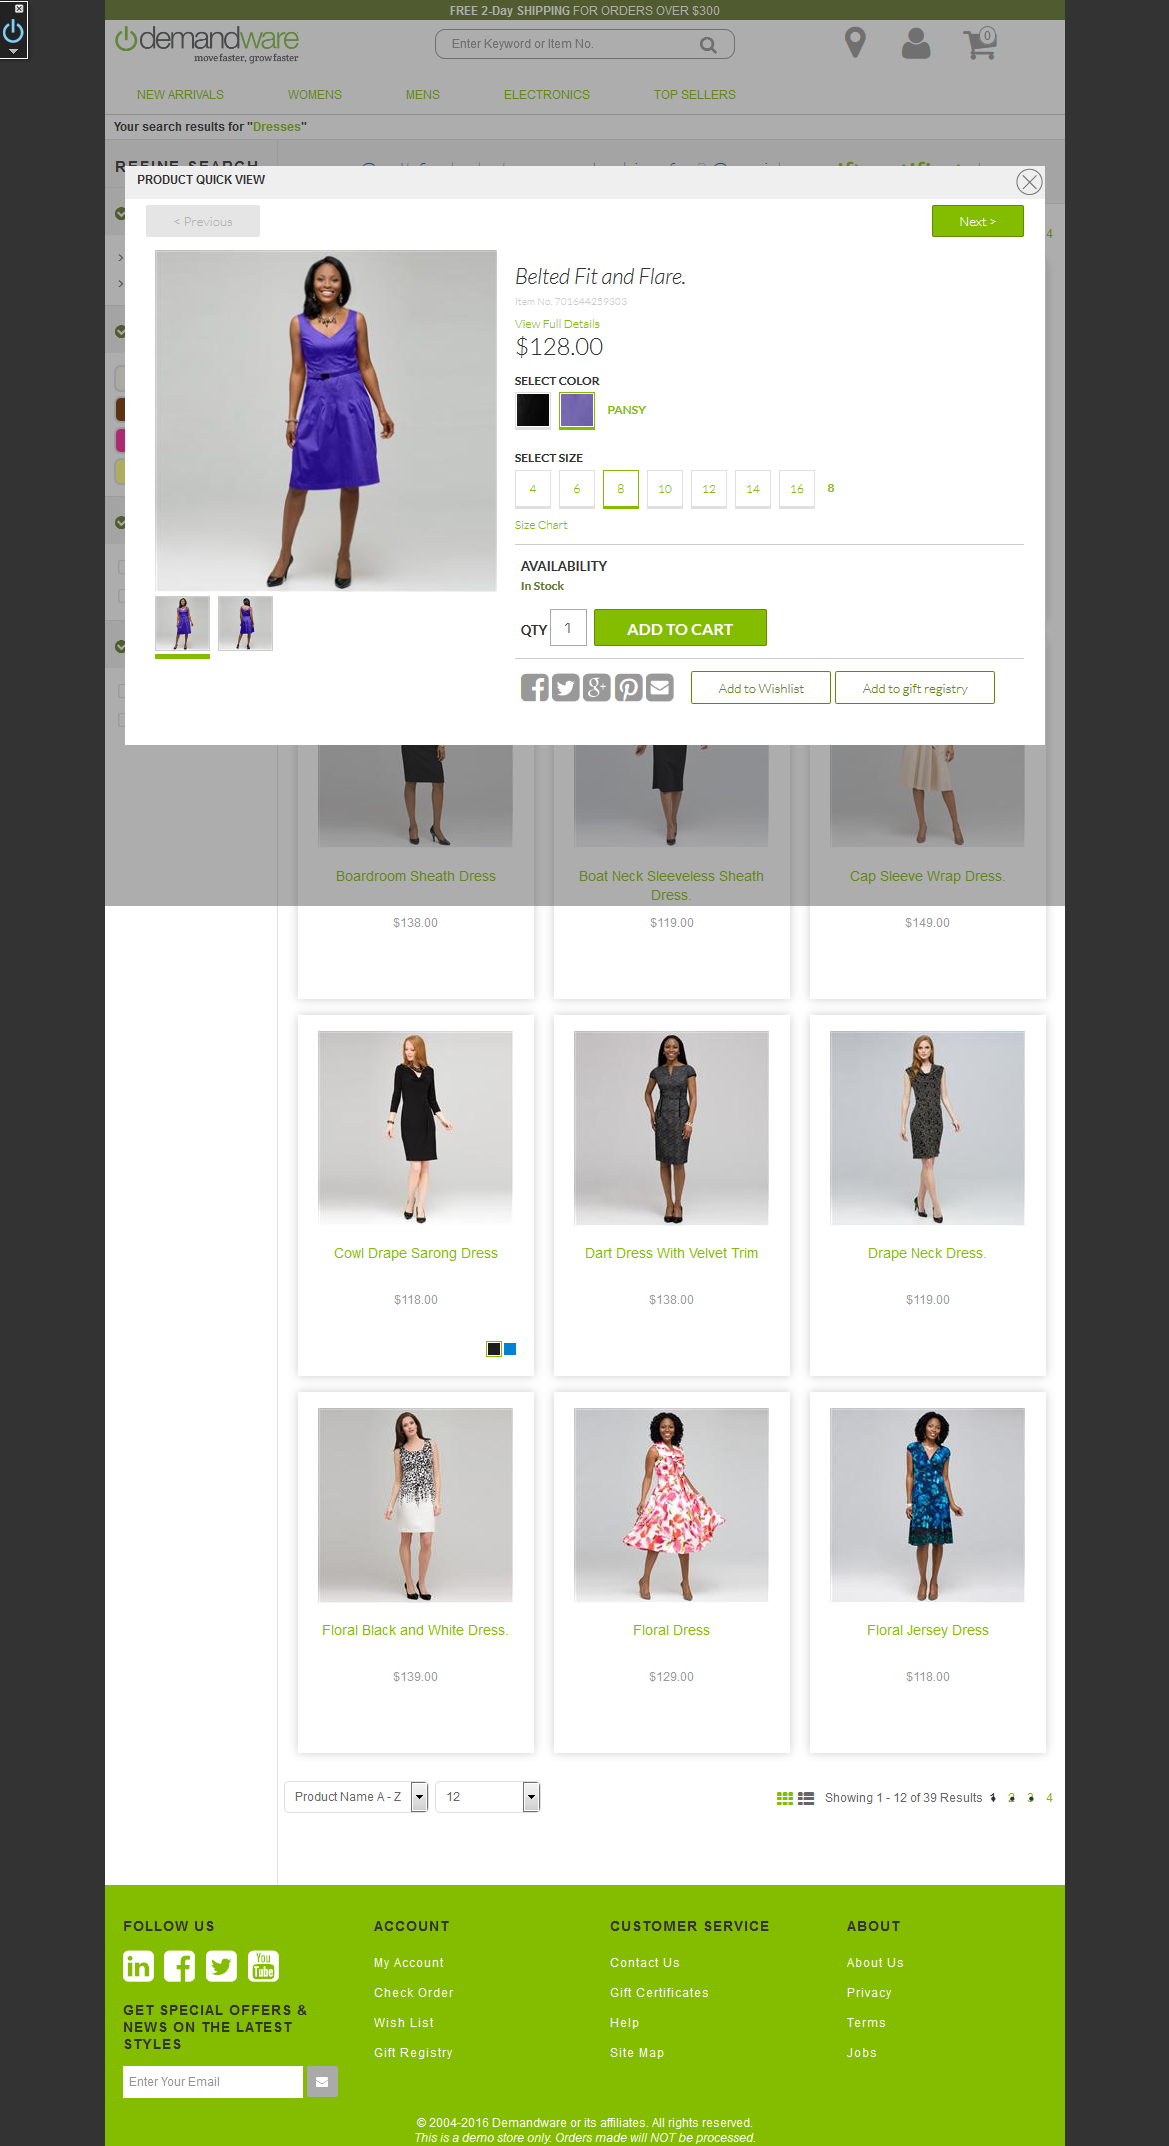 FREE 2-Day SHIPPING FOR ORDERS OVER $300
demandware
move faster, grow faster
Enter Keyword or Item No.
0
NEW ARRIVALS
WOMENS
MENS
ELECTRONICS
TOP SELLERS
Your search results for "Dresses"
REFINE SEARCH
4
PRODUCT QUICK VIEW
< Previous
Next >
Belted Fit and Flare.
Item No. 701644259303
View Full Details
$128.00
SELECT COLOR
PANSY
SELECT SIZE
4 6 8 10 12 14 16 8
Size Chart
AVAILABILITY
In Stock
QTY 1 ADD TO CART
Add to Wishlist
Add to gift registry
Boardroom Sheath Dress
$138.00
Boat Neck Sleeveless Sheath
Dress.
$119.00
Cap Sleeve Wrap Dress.
$149.00
Cowl Drape Sarong Dress
$118.00
Dart Dress With Velvet Trim
$138.00
Drape Neck Dress.
$119.00
Floral Black and White Dress.
$139.00
Floral Dress
$129.00
Floral Jersey Dress
$118.00
Product Name A - Z
12
Showing 1 - 12 of 39 Results 1 2 3 4
FOLLOW US
You Tube
GET SPECIAL OFFERS &
NEWS ON THE LATEST
STYLES
Enter Your Email
ACCOUNT
My Account
Check Order
Wish List
Gift Registry
CUSTOMER SERVICE
Contact Us
Gift Certificates
Help
Site Map
ABOUT
About Us
Privacy
Terms
Jobs
© 2004-2016 Demandware or its affiliates. All rights reserved.
This is a demo store only. Orders made will NOT be processed.